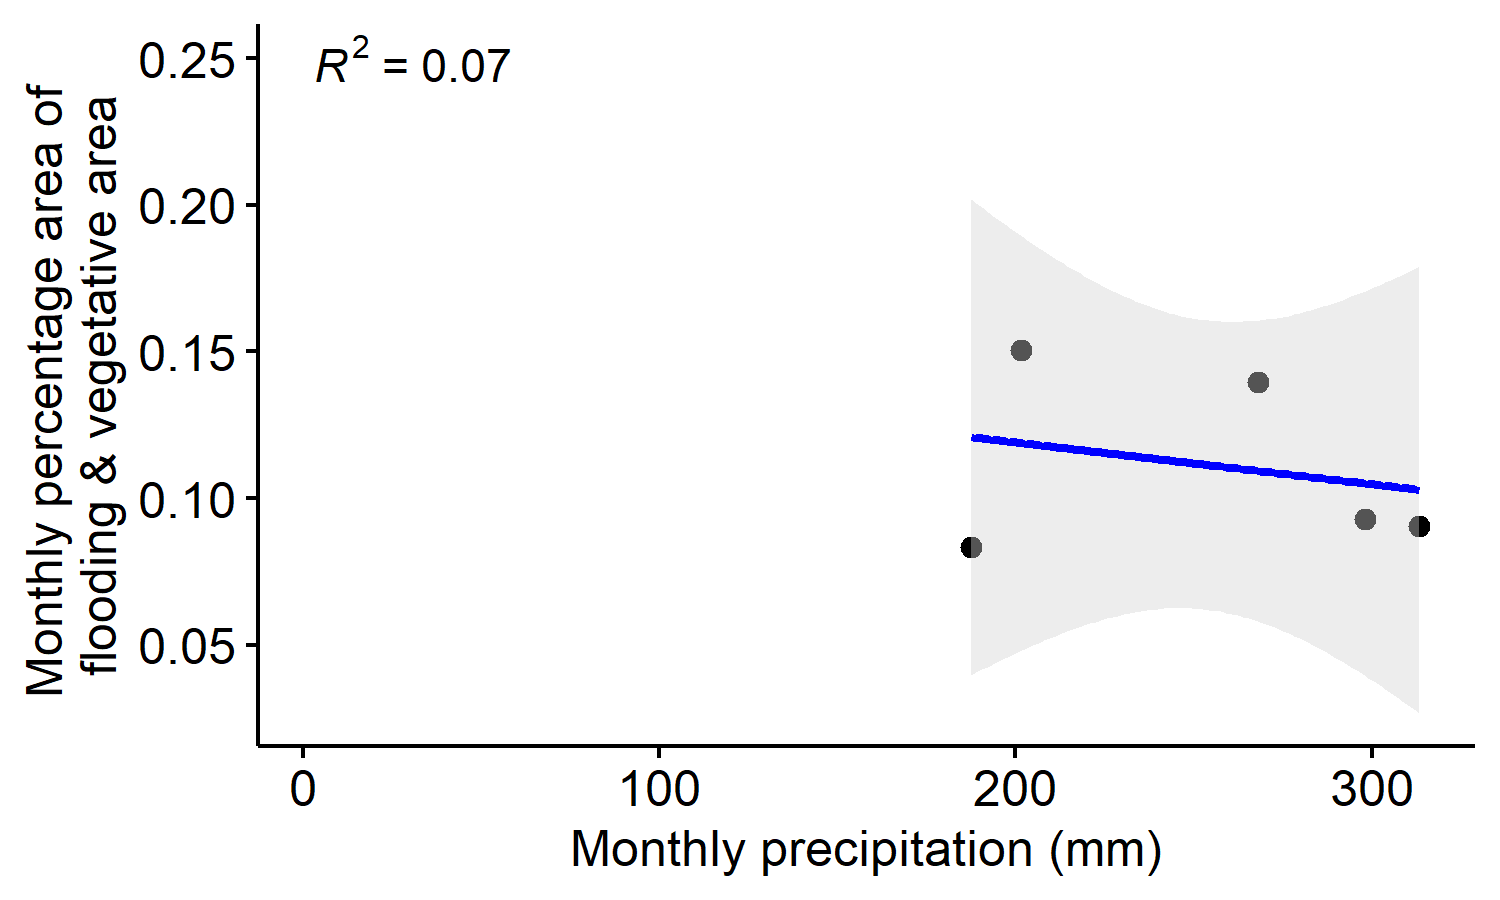 R² = 0.07
0.25
0.20
0.15
0.10
0.05
Monthly percentage area of
flooding & vegetative area
0 100 200 300
Monthly precipitation (mm)